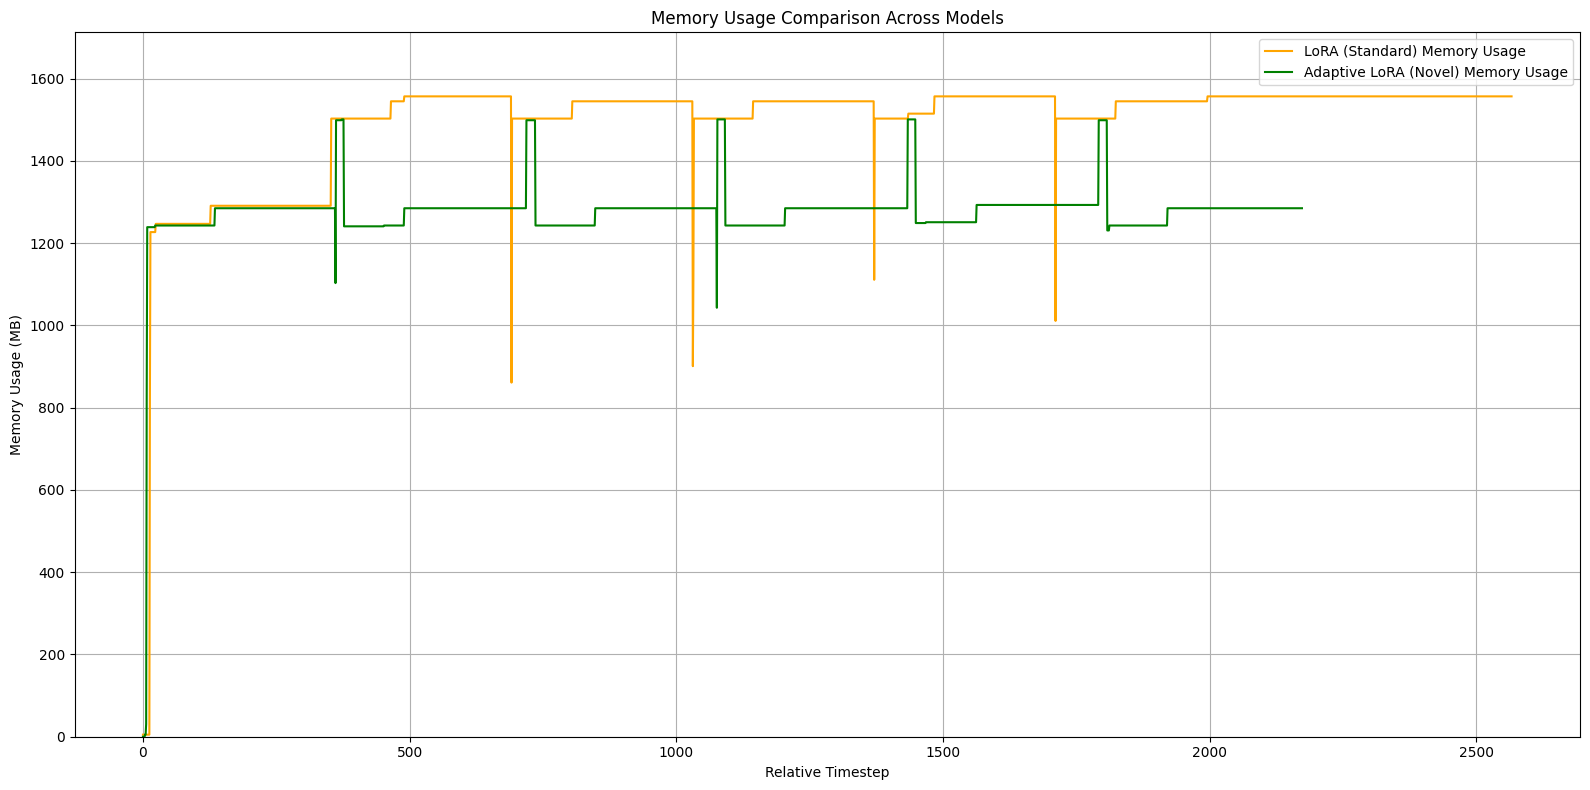 Memory Usage Comparison Across Models
LoRA (Standard) Memory Usage
Adaptive LoRA (Novel) Memory Usage
Memory Usage (MB)
1600
1400
1200
1000
800
600
400
200
0
0 500 1000 1500 2000 2500
Relative Timestep